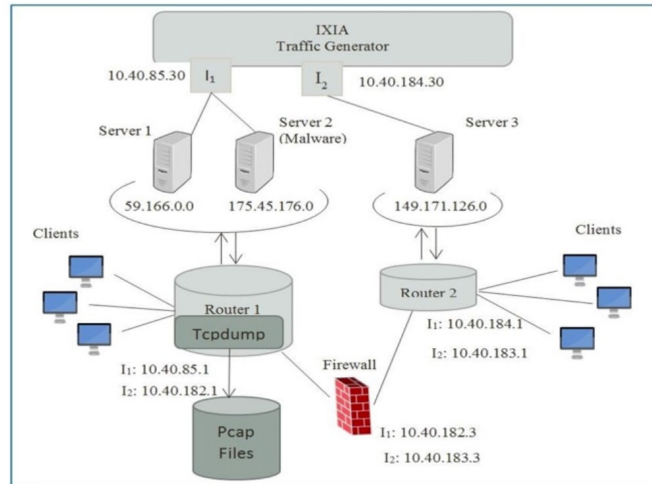 IXIA
Traffic Generator
10.40.85.30
I₁
I₂
10.40.184.30
Server 1
Server 2
(Malware)
Server 3
59.166.0.0
175.45.176.0
149.171.126.0
Clients
Clients
Router 1
Tcpdump
Router 2
I₁: 10.40.85.1
I₂: 10.40.182.1
Firewall
I₁: 10.40.184.1
I₂: 10.40.183.1
Pcap
Files
I₁: 10.40.182.3
I₂: 10.40.183.3